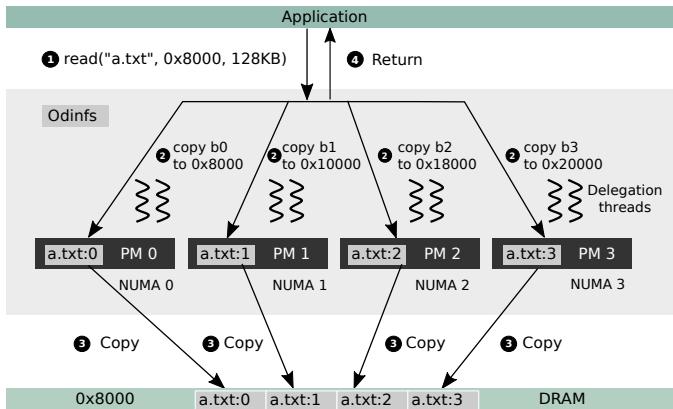 Application
1 read("a.txt", 0x8000, 128KB)
4 Return
Odinfs
2 copy b0
to 0x8000
2 copy b1
to 0x10000
2 copy b2
to 0x18000
2 copy b3
to 0x20000
Delegation
threads
a.txt:0 PM 0
a.txt:1 PM 1
a.txt:2 PM 2
a.txt:3 PM 3
NUMA 0
NUMA 1
NUMA 2
NUMA 3
3 Copy
3 Copy
3 Copy
3 Copy
0x8000 a.txt:0 a.txt:1 a.txt:2 a.txt:3 DRAM